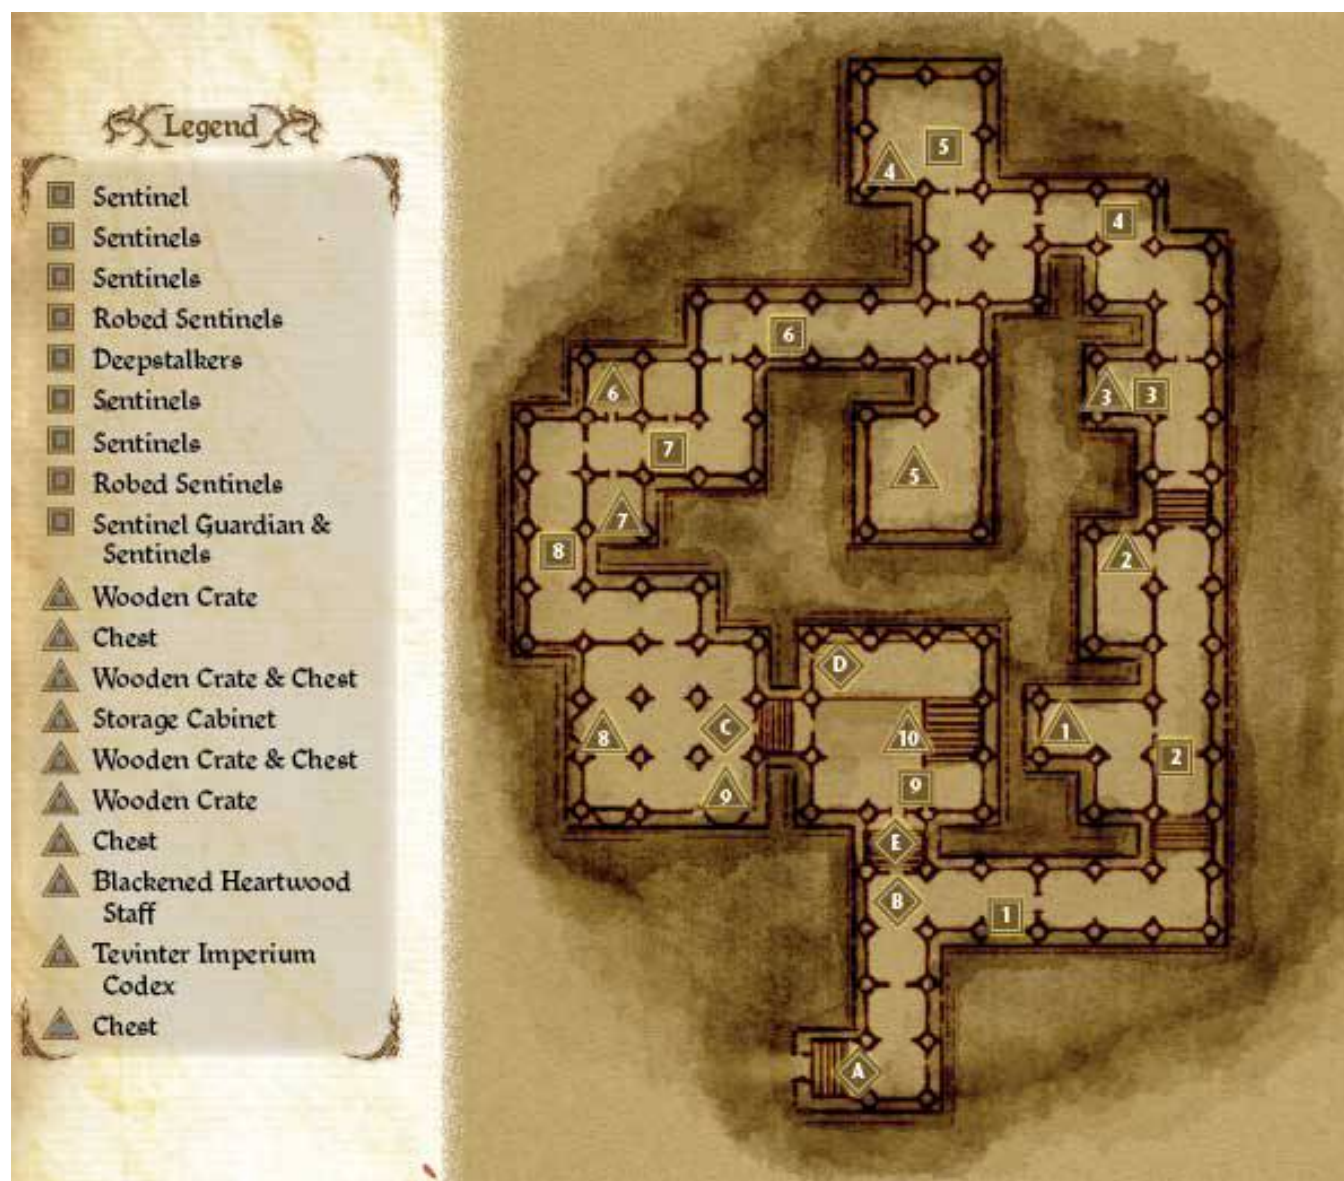 Legend
Sentinel
Sentinels
Sentinels
Robed Sentinels
Deepstalkers
Sentinels
Sentinels
Robed Sentinels
Sentinel Guardian &
Sentinels
Wooden Crate
Chest
Wooden Crate & Chest
Storage Cabinet
Wooden Crate & Chest
Wooden Crate
Chest
Blackened Heartwood
Staff
Tevinter Imperium
Codex
Chest
5
4
4
6
6
3
3
7
5
7
8
2
D
8
C
10
1
2
9
9
E
B
1
A